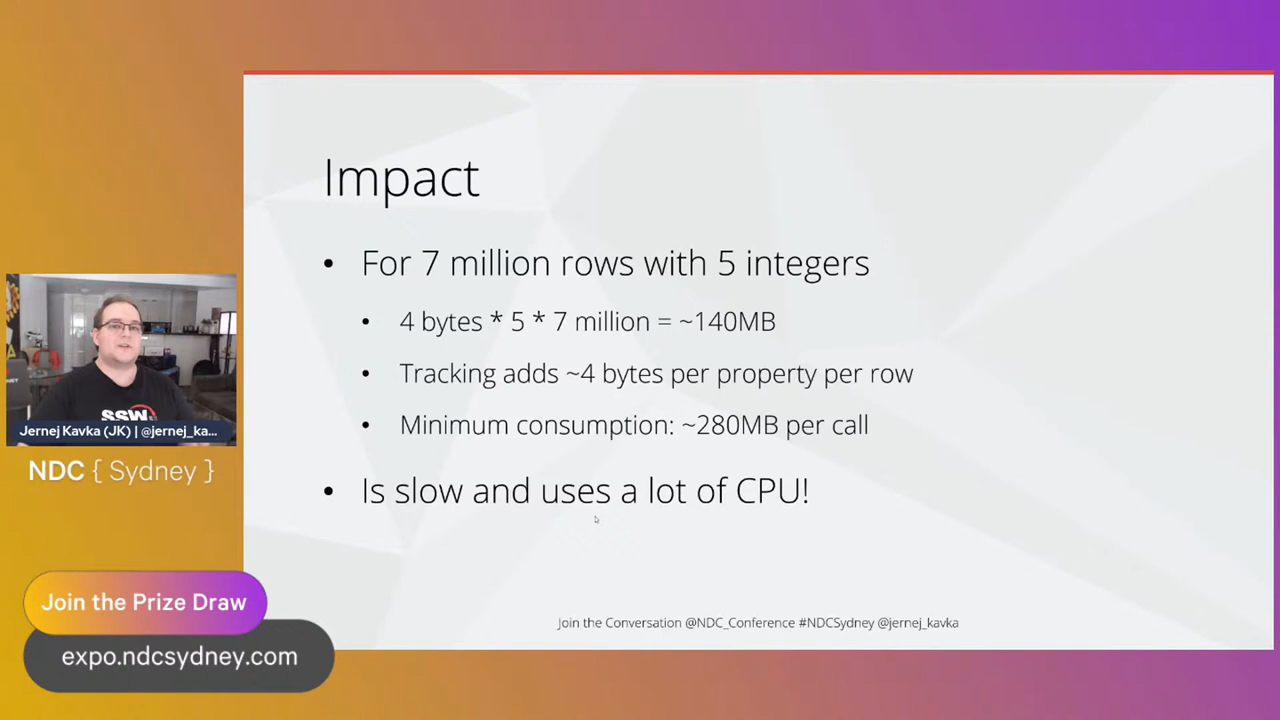 Impact
• For 7 million rows with 5 integers
• 4 bytes * 5 * 7 million = ~140MB
• Tracking adds ~4 bytes per property per row
• Minimum consumption: ~280MB per call
• Is slow and uses a lot of CPU!
Join the Conversation @NDC_Conference #NDCSydney @jernej_kavka
SSW
Jernej Kavka (JK) | @jernej_ka...
NDC { Sydney }
Join the Prize Draw
expo.ndcsydney.com